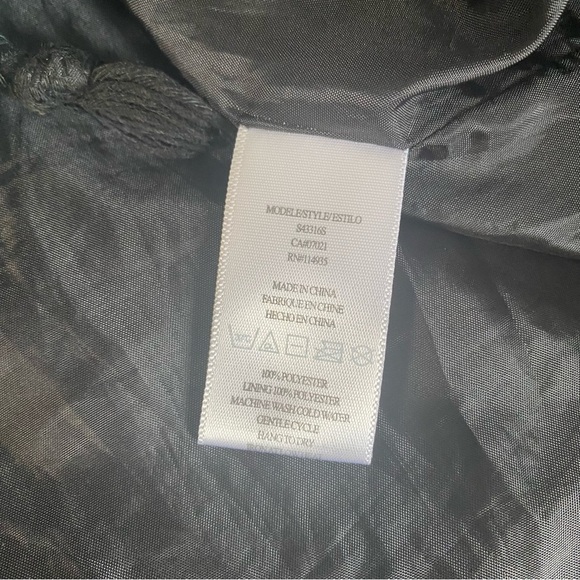 MODELE/STYLE/ESTILO
S43316S
CA#07021
RN#114935
MADE IN CHINA
FABRIQUE EN CHINE
HECHO EN CHINA
100% POLYESTER
LINING 100% POLYESTER
MACHINE WASH COLD WATER
GENTLE CYCLE
HANG TO DRY